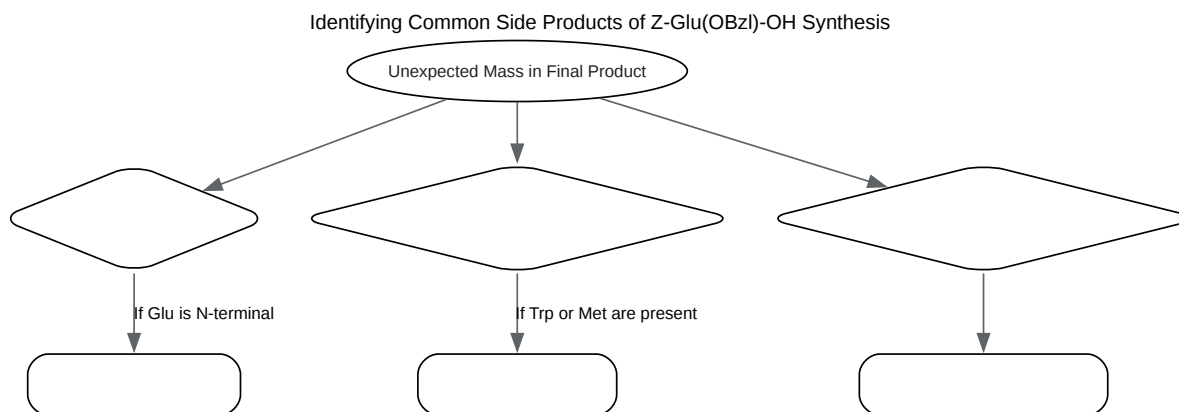 Identifying Common Side Products of Z-Glu(OBzl)-OH Synthesis
Unexpected Mass in Final Product
If Glu is N-terminal
If Trp or Met are present